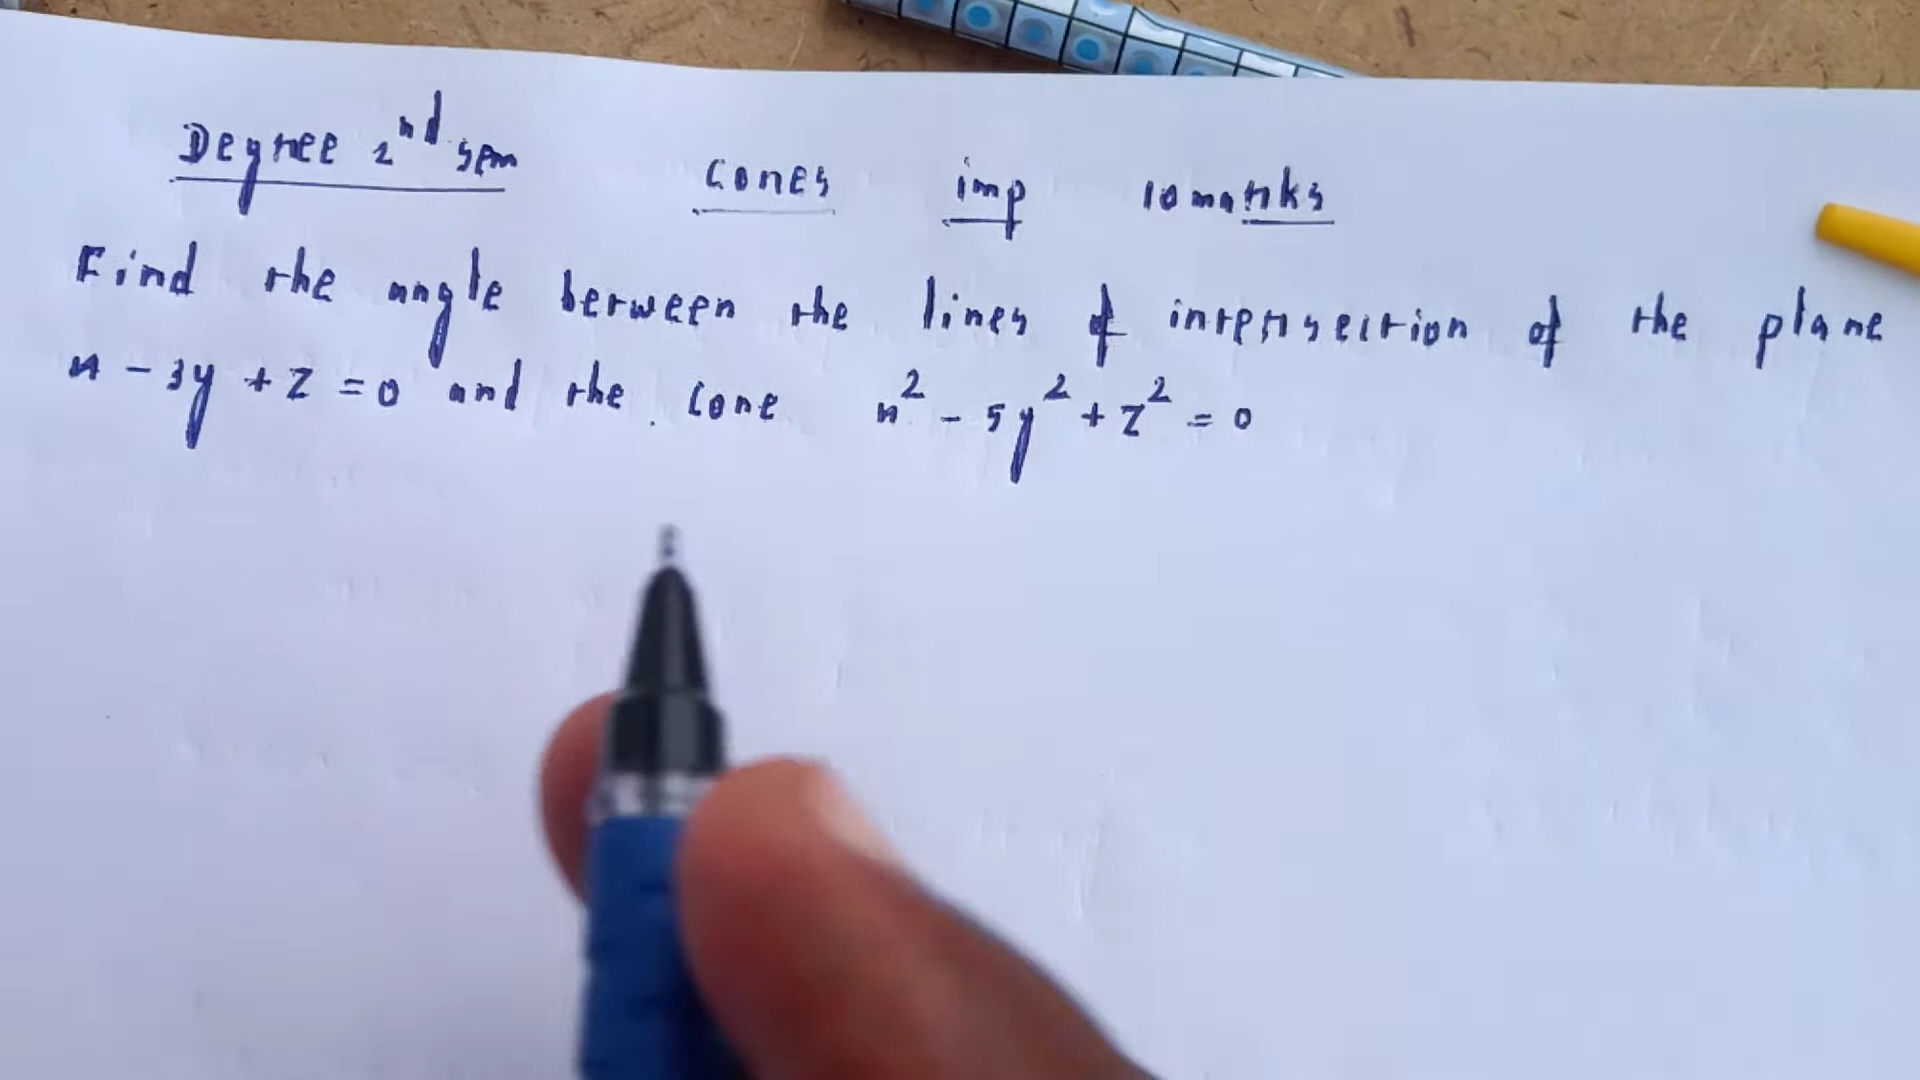 Degree 2nd sem cones imp 10 marks
Find the angle between the lines of intersection of the plane
x - 3y + z = 0 and the cone x² - 5y² + z² = 0